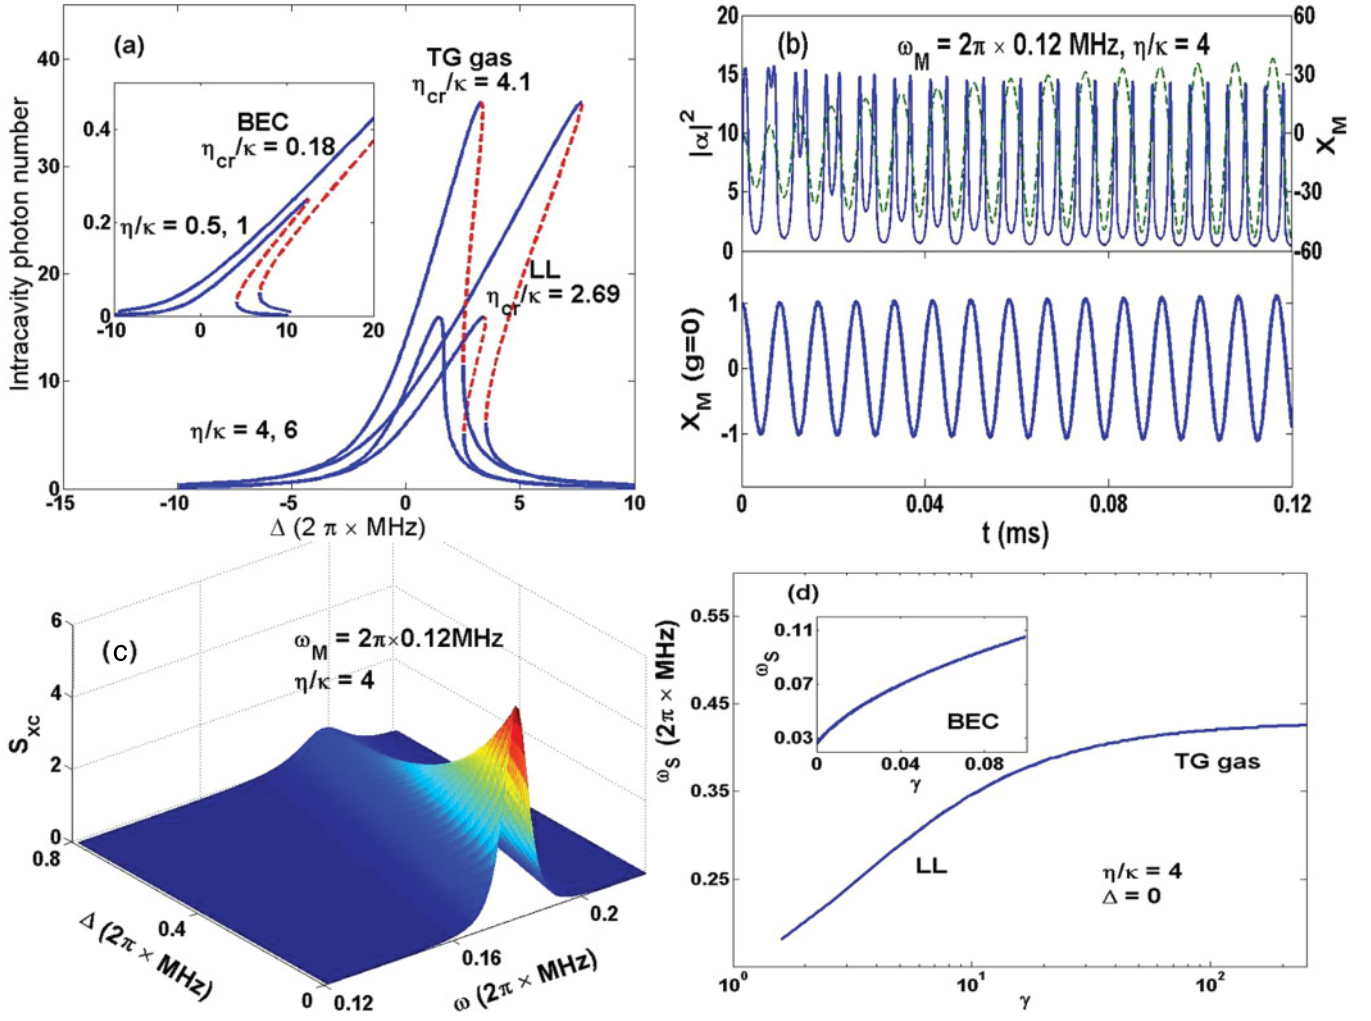 (a)
TG gas
η_cr/κ = 4.1
BEC
η_cr/κ = 0.18
η/κ = 0.5, 1
0.4
0.2
0
-10
0
10
20
LL
η_cr/κ = 2.69
η/κ = 4, 6
Intracavity photon number
40
30
20
10
0
-15
-10
-5
0
5
10
Δ (2 π × MHz)
(b)
ω_M = 2π × 0.12 MHz, η/κ = 4
|α|²
20
15
10
5
0
60
30
0
-30
-60
X_M
X_M (g=0)
1
0
-1
0
0.04
0.08
0.12
t (ms)
(c)
ω_M = 2π×0.12MHz
η/κ = 4
S_xc
6
4
2
0
0.8
0.4
0
Δ (2π × MHz)
0.12
0.16
0.2
ω (2π × MHz)
(d)
ω_S (2π × MHz)
0.55
0.45
0.35
0.25
ω_S
0.11
0.07
0.03
0
0.04
0.08
γ
BEC
TG gas
LL
η/κ = 4
Δ = 0
10⁰
10¹
10²
γ